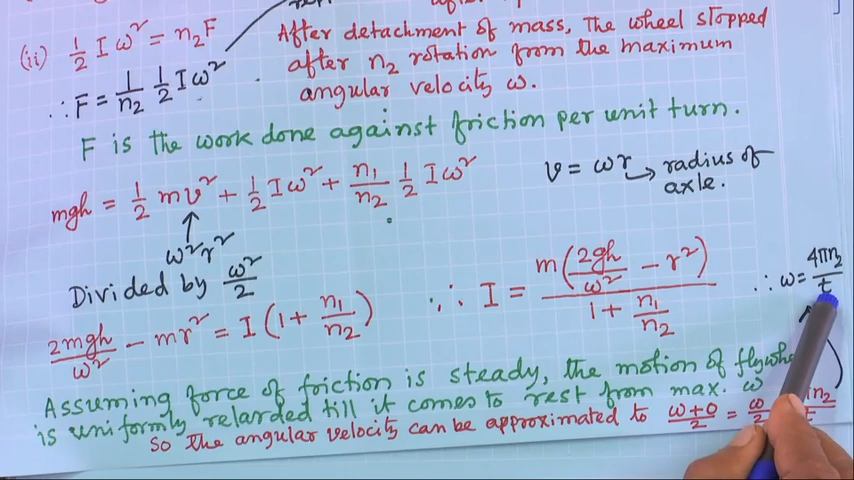 (ii) ½ Iω² = n₂F
After detachment of mass, the wheel stopped
after n₂ rotation from the maximum
angular velocity ω.
∴ F = 1/n₂ ½ Iω²
F is the work done against friction per unit turn.
mgh = ½ mv² + ½ Iω² + n₁/n₂ ½ Iω²
v = ωr → radius of
axle.
ω²r²
Divided by ω²/2
2mgh/ω² − mr² = I (1 + n₁/n₂)
∵ I = m(2gh/ω² − r²) / (1 + n₁/n₂)
∴ ω = 4πn₂/t
Assuming force of friction is steady, the motion of
is uniformly relarded till it comes to rest from max. ω
so the angular velocity can be approximated to (ω+0)/2 = ω/2